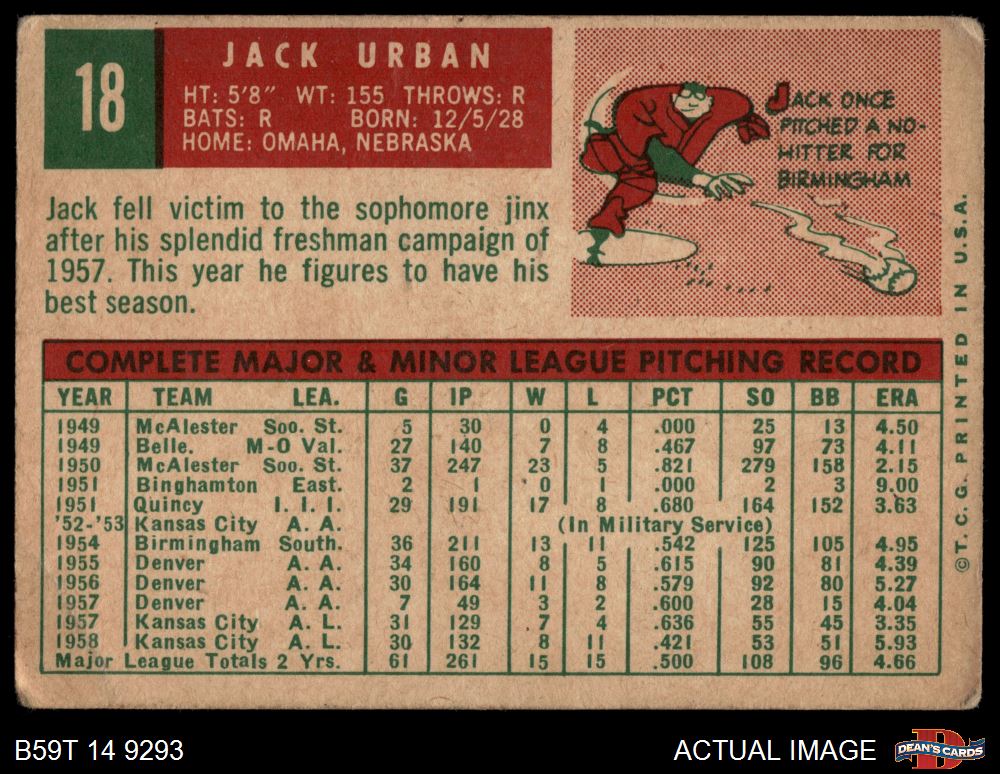 18
JACK URBAN
HT: 5'8" WT: 155 THROWS: R
BATS: R BORN: 12/5/28
HOME: OMAHA, NEBRASKA
JACK ONCE
PITCHED A NO-
HITTER FOR
BIRMINGHAM
Jack fell victim to the sophomore jinx
after his splendid freshman campaign of
1957. This year he figures to have his
best season.
COMPLETE MAJOR & MINOR LEAGUE PITCHING RECORD
YEAR TEAM LEA. G IP W L PCT SO BB ERA
1949 McAlester Soo. St. 5 30 0 4 .000 25 13 4.50
1949 Belle. M-O Val. 27 140 7 8 .467 97 73 4.11
1950 McAlester Soo. St. 37 247 23 5 .821 279 158 2.15
1951 Binghamton East. 2 1 0 1 .000 2 3 9.00
1951 Quincy I. I. I. 29 191 17 8 .680 164 152 3.63
'52-'53 Kansas City A. A. (In Military Service)
1954 Birmingham South. 36 211 13 11 .542 125 105 4.95
1955 Denver A. A. 34 160 8 5 .615 90 81 4.39
1956 Denver A. A. 30 164 11 8 .579 92 80 5.27
1957 Denver A. A. 7 49 3 2 .600 28 15 4.04
1957 Kansas City A. L. 31 129 7 4 .636 55 45 3.35
1958 Kansas City A. L. 30 132 8 11 .421 53 51 5.93
Major League Totals 2 Yrs. 61 261 15 15 .500 108 96 4.66
©T. C. G. PRINTED IN U.S.A.
B59T 14 9293
ACTUAL IMAGE
DEAN'S CARDS